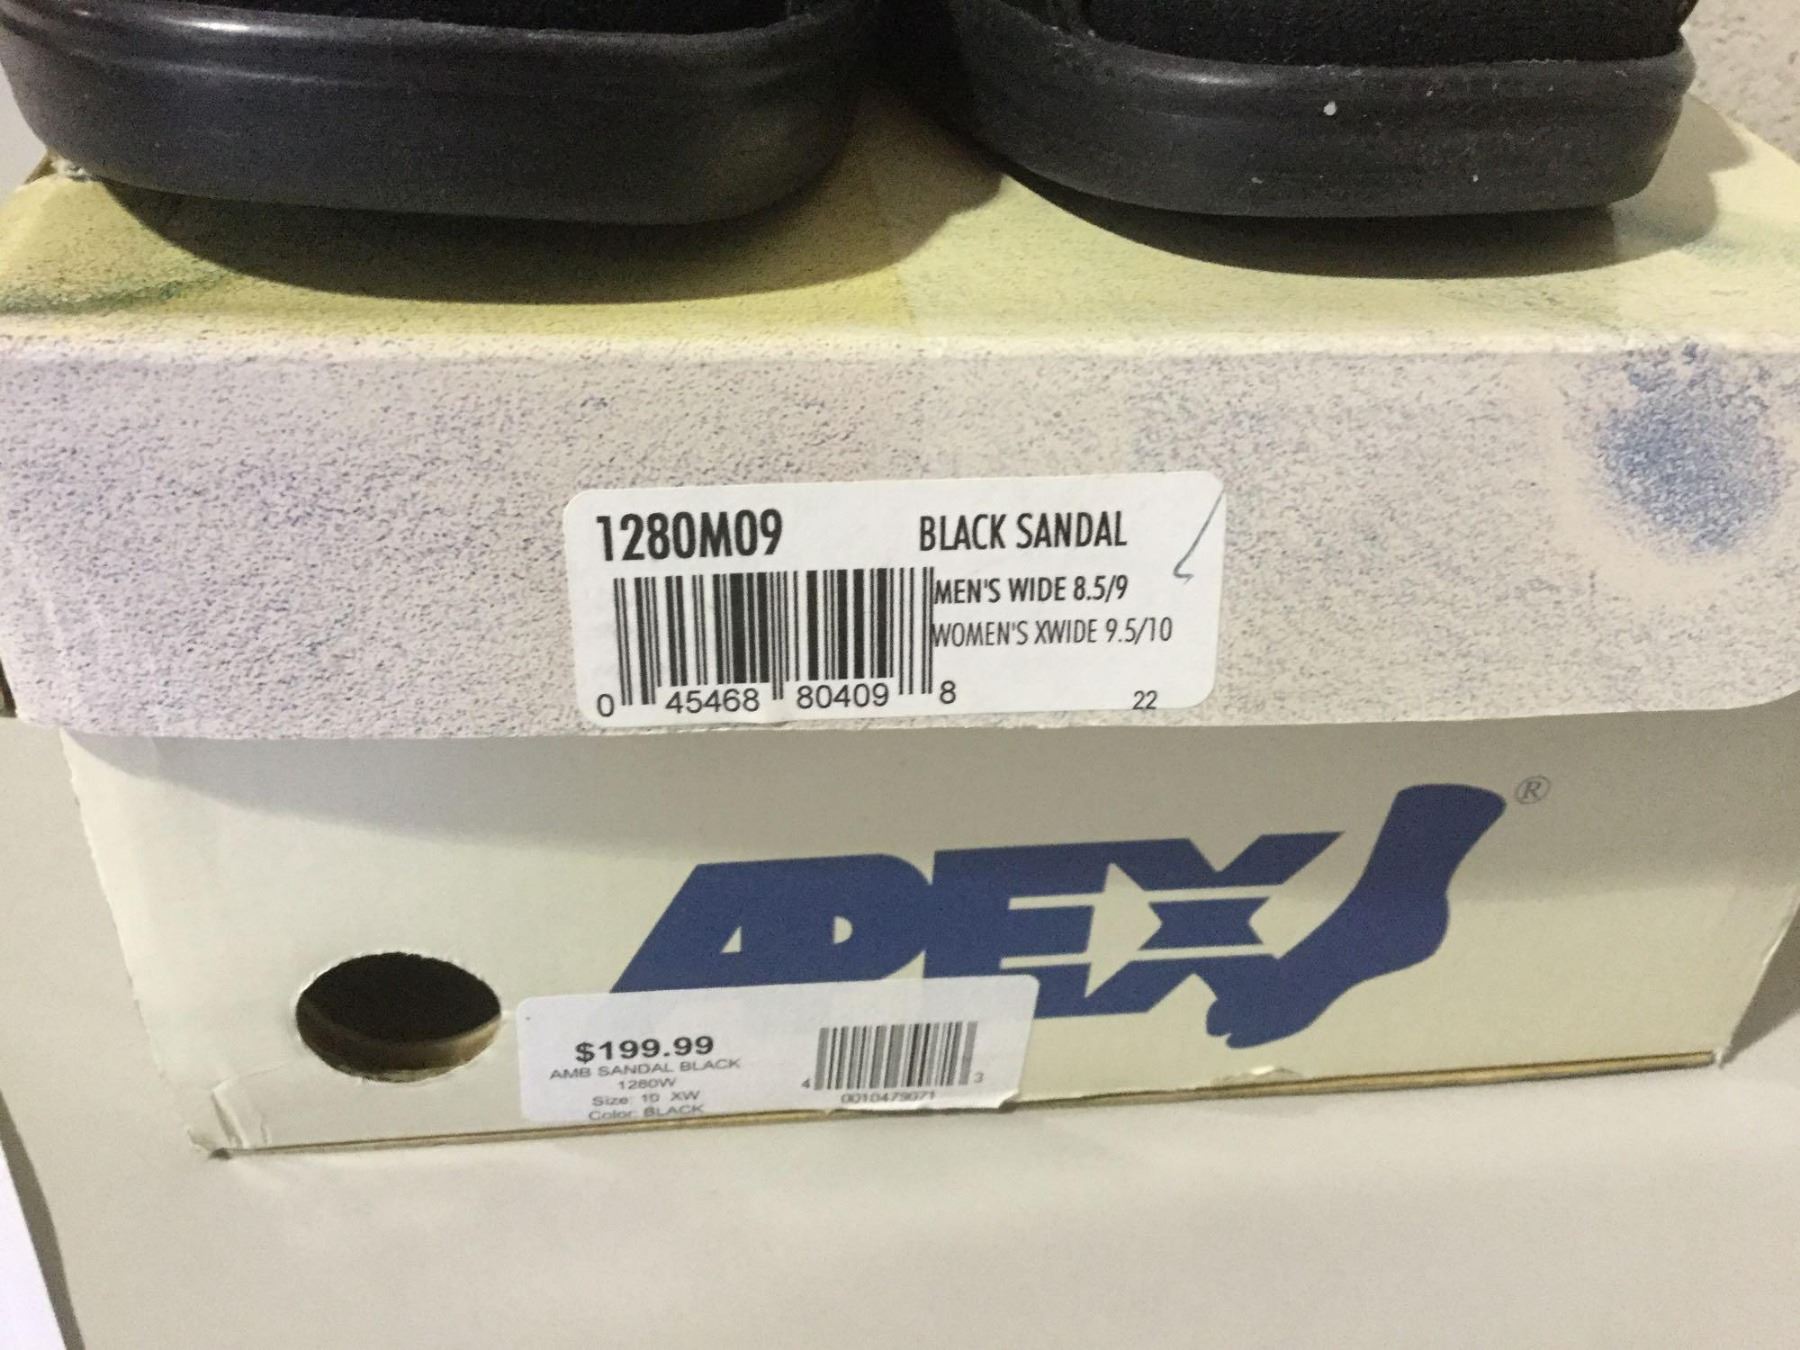 1280M09 BLACK SANDAL
MEN'S WIDE 8.5/9
WOMEN'S XWIDE 9.5/10
0 45468 80409 8
22
APEX ®
$199.99
AMB SANDAL BLACK
1280W
Size: 10 XW
Color: BLACK
4 0010479071 3